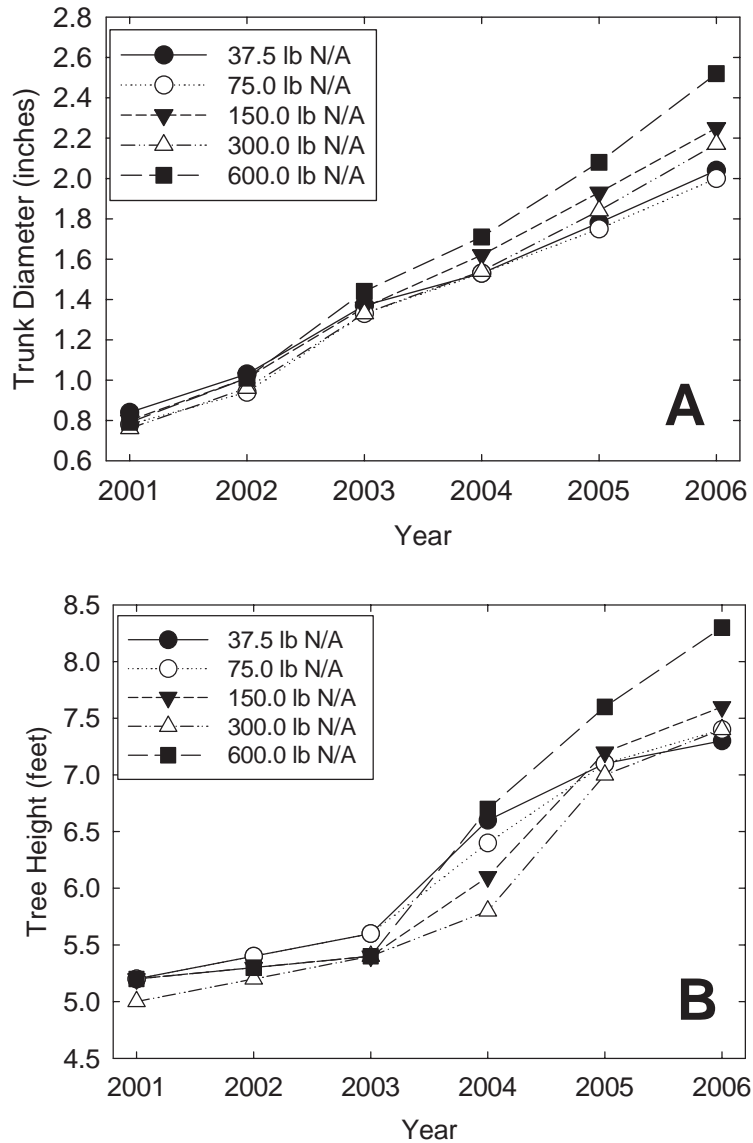 2.8
2.6
2.4
2.2
2.0
1.8
1.6
1.4
1.2
1.0
0.8
0.6
Trunk Diameter (inches)
37.5 lb N/A
75.0 lb N/A
150.0 lb N/A
300.0 lb N/A
600.0 lb N/A
A
2001 2002 2003 2004 2005 2006
Year
8.5
8.0
7.5
7.0
6.5
6.0
5.5
5.0
4.5
Tree Height (feet)
37.5 lb N/A
75.0 lb N/A
150.0 lb N/A
300.0 lb N/A
600.0 lb N/A
B
2001 2002 2003 2004 2005 2006
Year